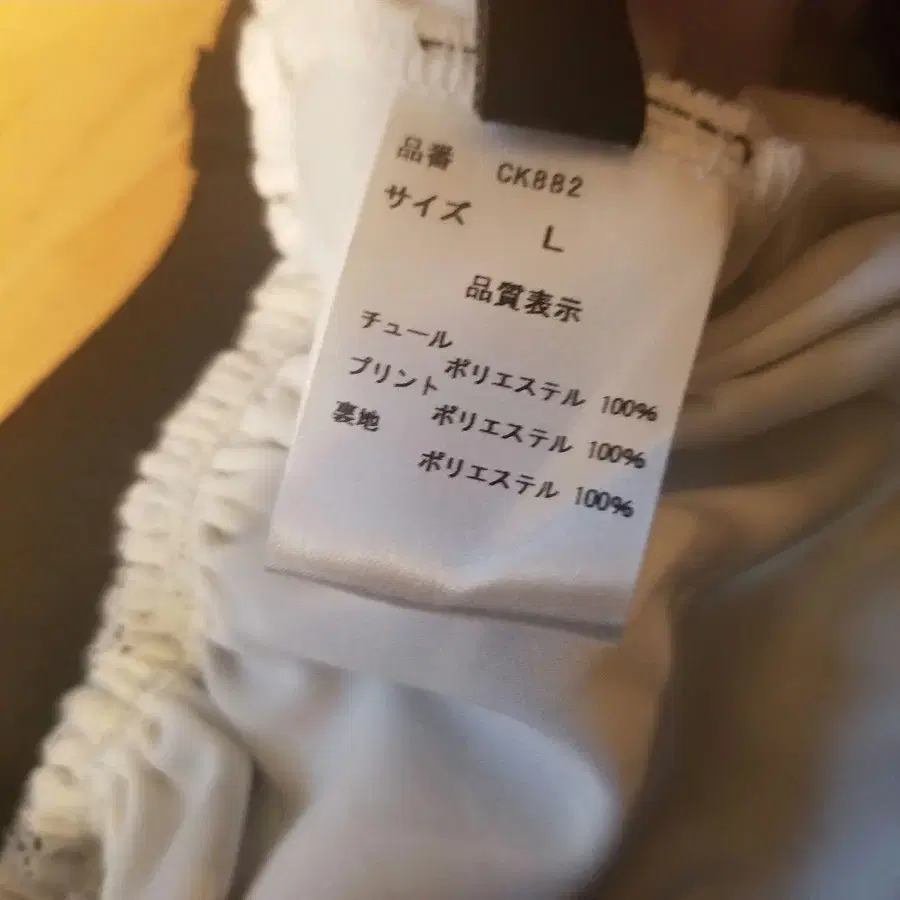 品番 CK882
サイズ L
品質表示
チュール
ポリエステル 100%
プリント
ポリエステル 100%
裏地
ポリエステル 100%